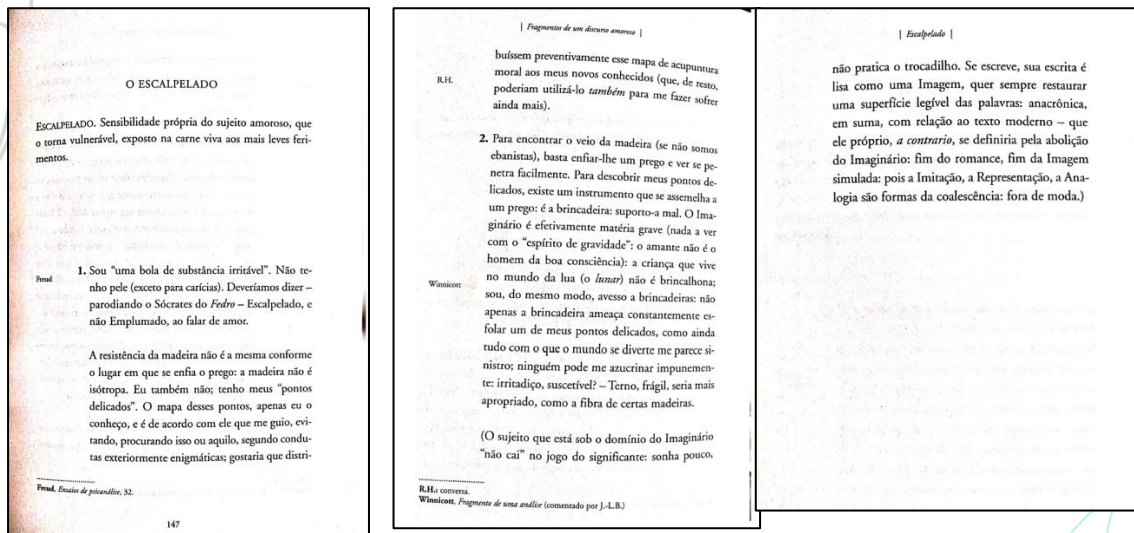 O ESCALPELADO
ESCALPELADO. Sensibilidade própria do sujeito amoroso, que
o torna vulnerável, exposto na carne viva aos mais leves feri-
mentos.
Freud
1. Sou "uma bola de substância irritável". Não te-
nho pele (exceto para carícias). Deveríamos dizer –
parodiando o Sócrates do Fedro – Escalpelado, e
não Emplumado, ao falar de amor.
A resistência da madeira não é a mesma conforme
o lugar em que se enfia o prego: a madeira não é
isótropa. Eu também não; tenho meus "pontos
delicados". O mapa desses pontos, apenas eu o
conheço, e é de acordo com ele que me guio, evi-
tando, procurando isso ou aquilo, segundo condu-
tas exteriormente enigmáticas; gostaria que distri-
Freud, Ensaios de psicanálise, 32.
147
| Fragmentos de um discurso amoroso |
buíssem preventivamente esse mapa de acupuntura
R.H.
moral aos meus novos conhecidos (que, de resto,
poderiam utilizá-lo também para me fazer sofrer
ainda mais).
2. Para encontrar o veio da madeira (se não somos
ebanistas), basta enfiar-lhe um prego e ver se pe-
netra facilmente. Para descobrir meus pontos de-
licados, existe um instrumento que se assemelha a
um prego: é a brincadeira: suporto-a mal. O Ima-
ginário é efetivamente matéria grave (nada a ver
com o "espírito de gravidade": o amante não é o
homem da boa consciência): a criança que vive
Winnicott
no mundo da lua (o lunar) não é brincalhona;
sou, do mesmo modo, avesso a brincadeiras: não
apenas a brincadeira ameaça constantemente es-
folar um de meus pontos delicados, como ainda
tudo com o que o mundo se diverte me parece si-
nistro; ninguém pode me azucrinar impunemen-
te: irritadiço, suscetível? – Terno, frágil, seria mais
apropriado, como a fibra de certas madeiras.
(O sujeito que está sob o domínio do Imaginário
"não cai" no jogo do significante: sonha pouco,
R.H.: conversa.
Winnicott, Fragmento de uma análise (comentado por J.-L.B.)
| Escalpelado |
não pratica o trocadilho. Se escreve, sua escrita é
lisa como uma Imagem, quer sempre restaurar
uma superfície legível das palavras: anacrônica,
em suma, com relação ao texto moderno – que
ele próprio, a contrario, se definiria pela abolição
do Imaginário: fim do romance, fim da Imagem
simulada: pois a Imitação, a Representação, a Ana-
logia são formas da coalescência: fora de moda.)